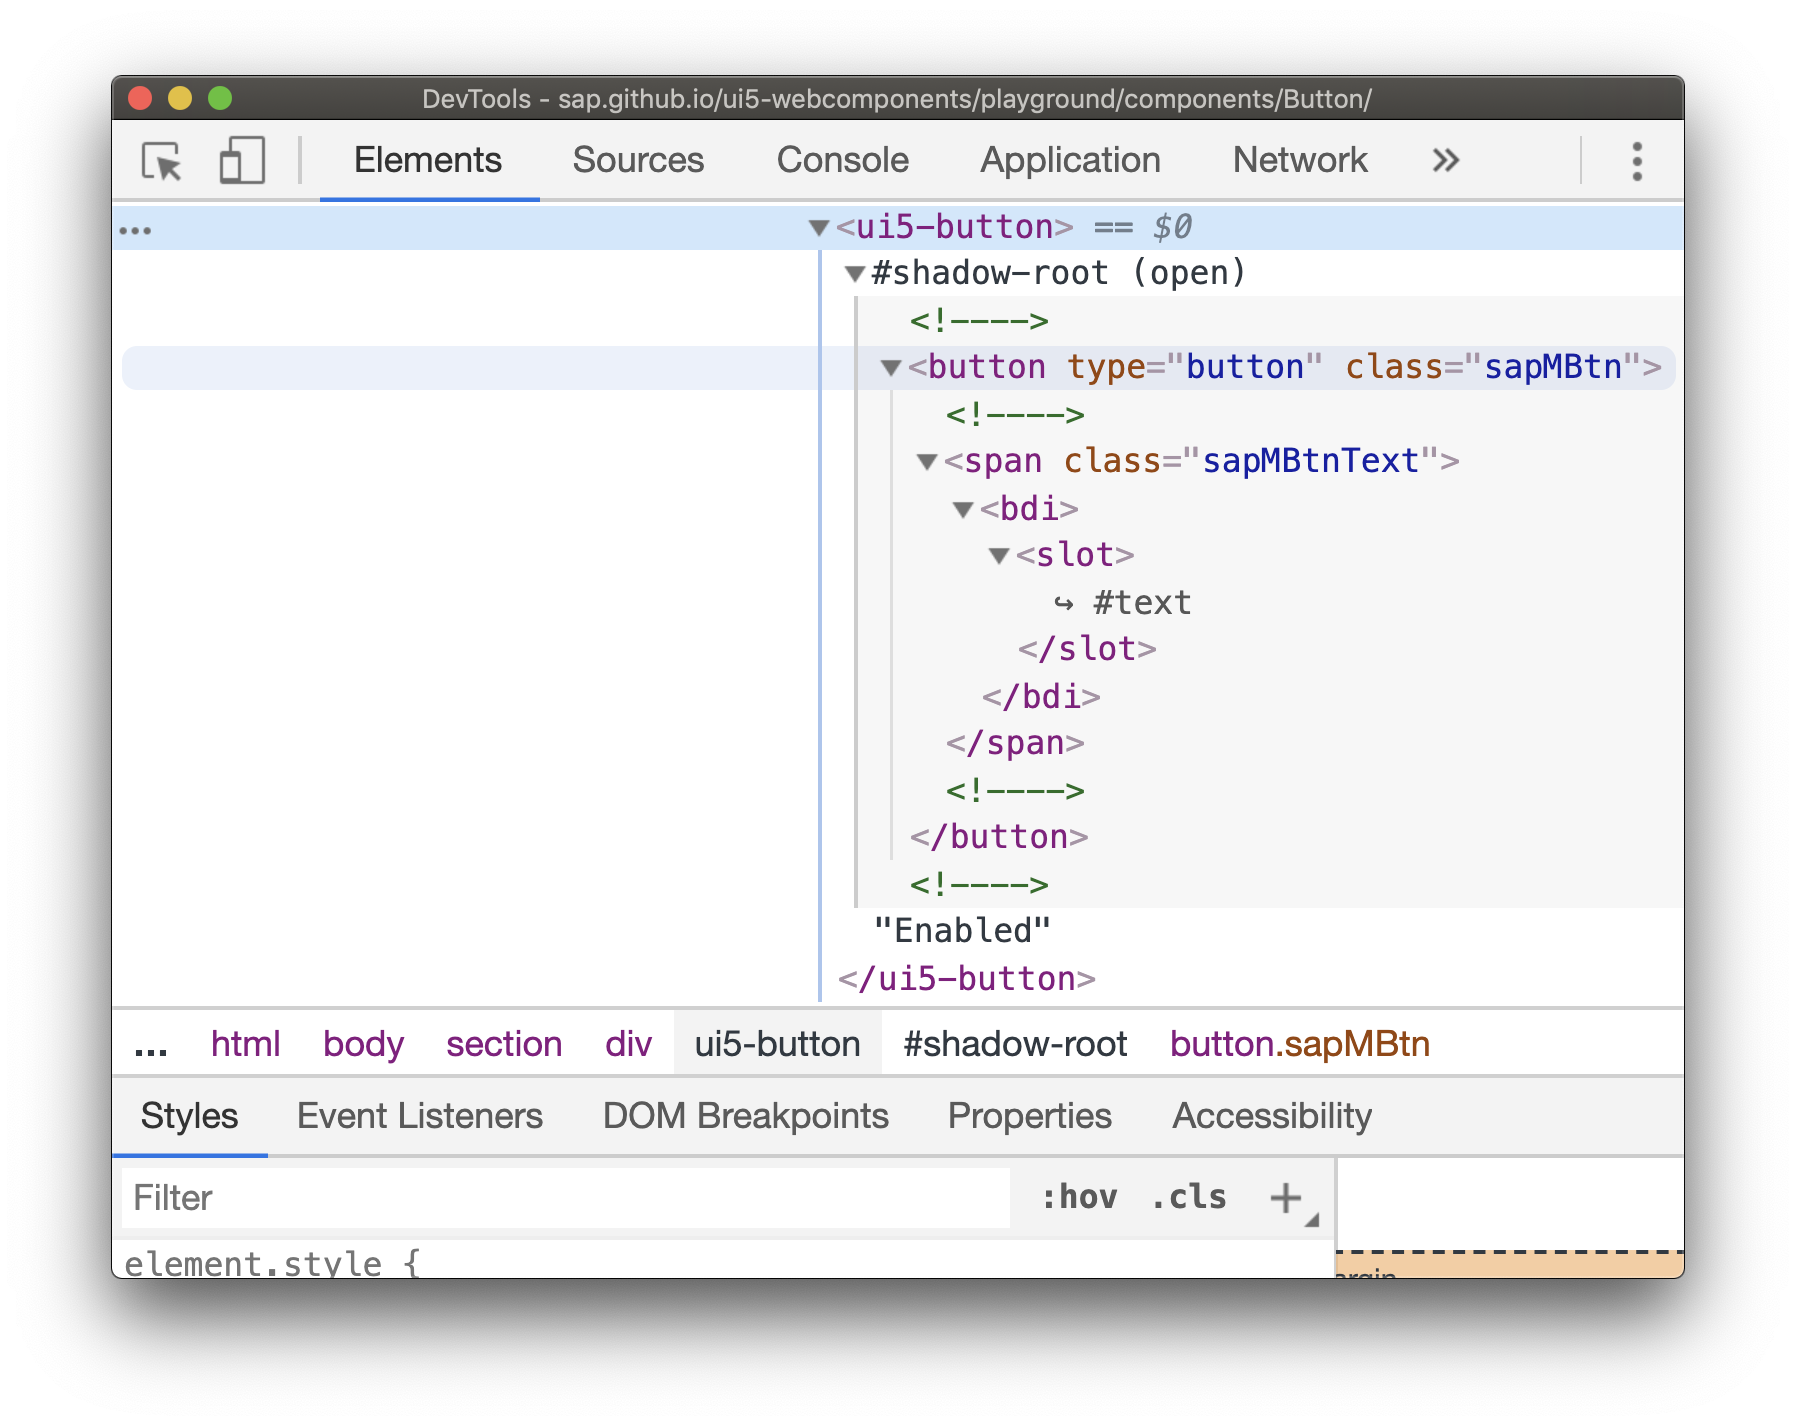 DevTools - sap.github.io/ui5-webcomponents/playground/components/Button/
Elements Sources Console Application Network »
… ▼<ui5-button> == $0
▼#shadow-root (open)
<!---->
▼<button type="button" class="sapMBtn">
<!---->
▼<span class="sapMBtnText">
▼<bdi>
▼<slot>
↪ #text
</slot>
</bdi>
</span>
<!---->
</button>
<!---->
"Enabled"
</ui5-button>
... html body section div ui5-button #shadow-root button.sapMBtn
Styles Event Listeners DOM Breakpoints Properties Accessibility
Filter :hov .cls +
element.style {